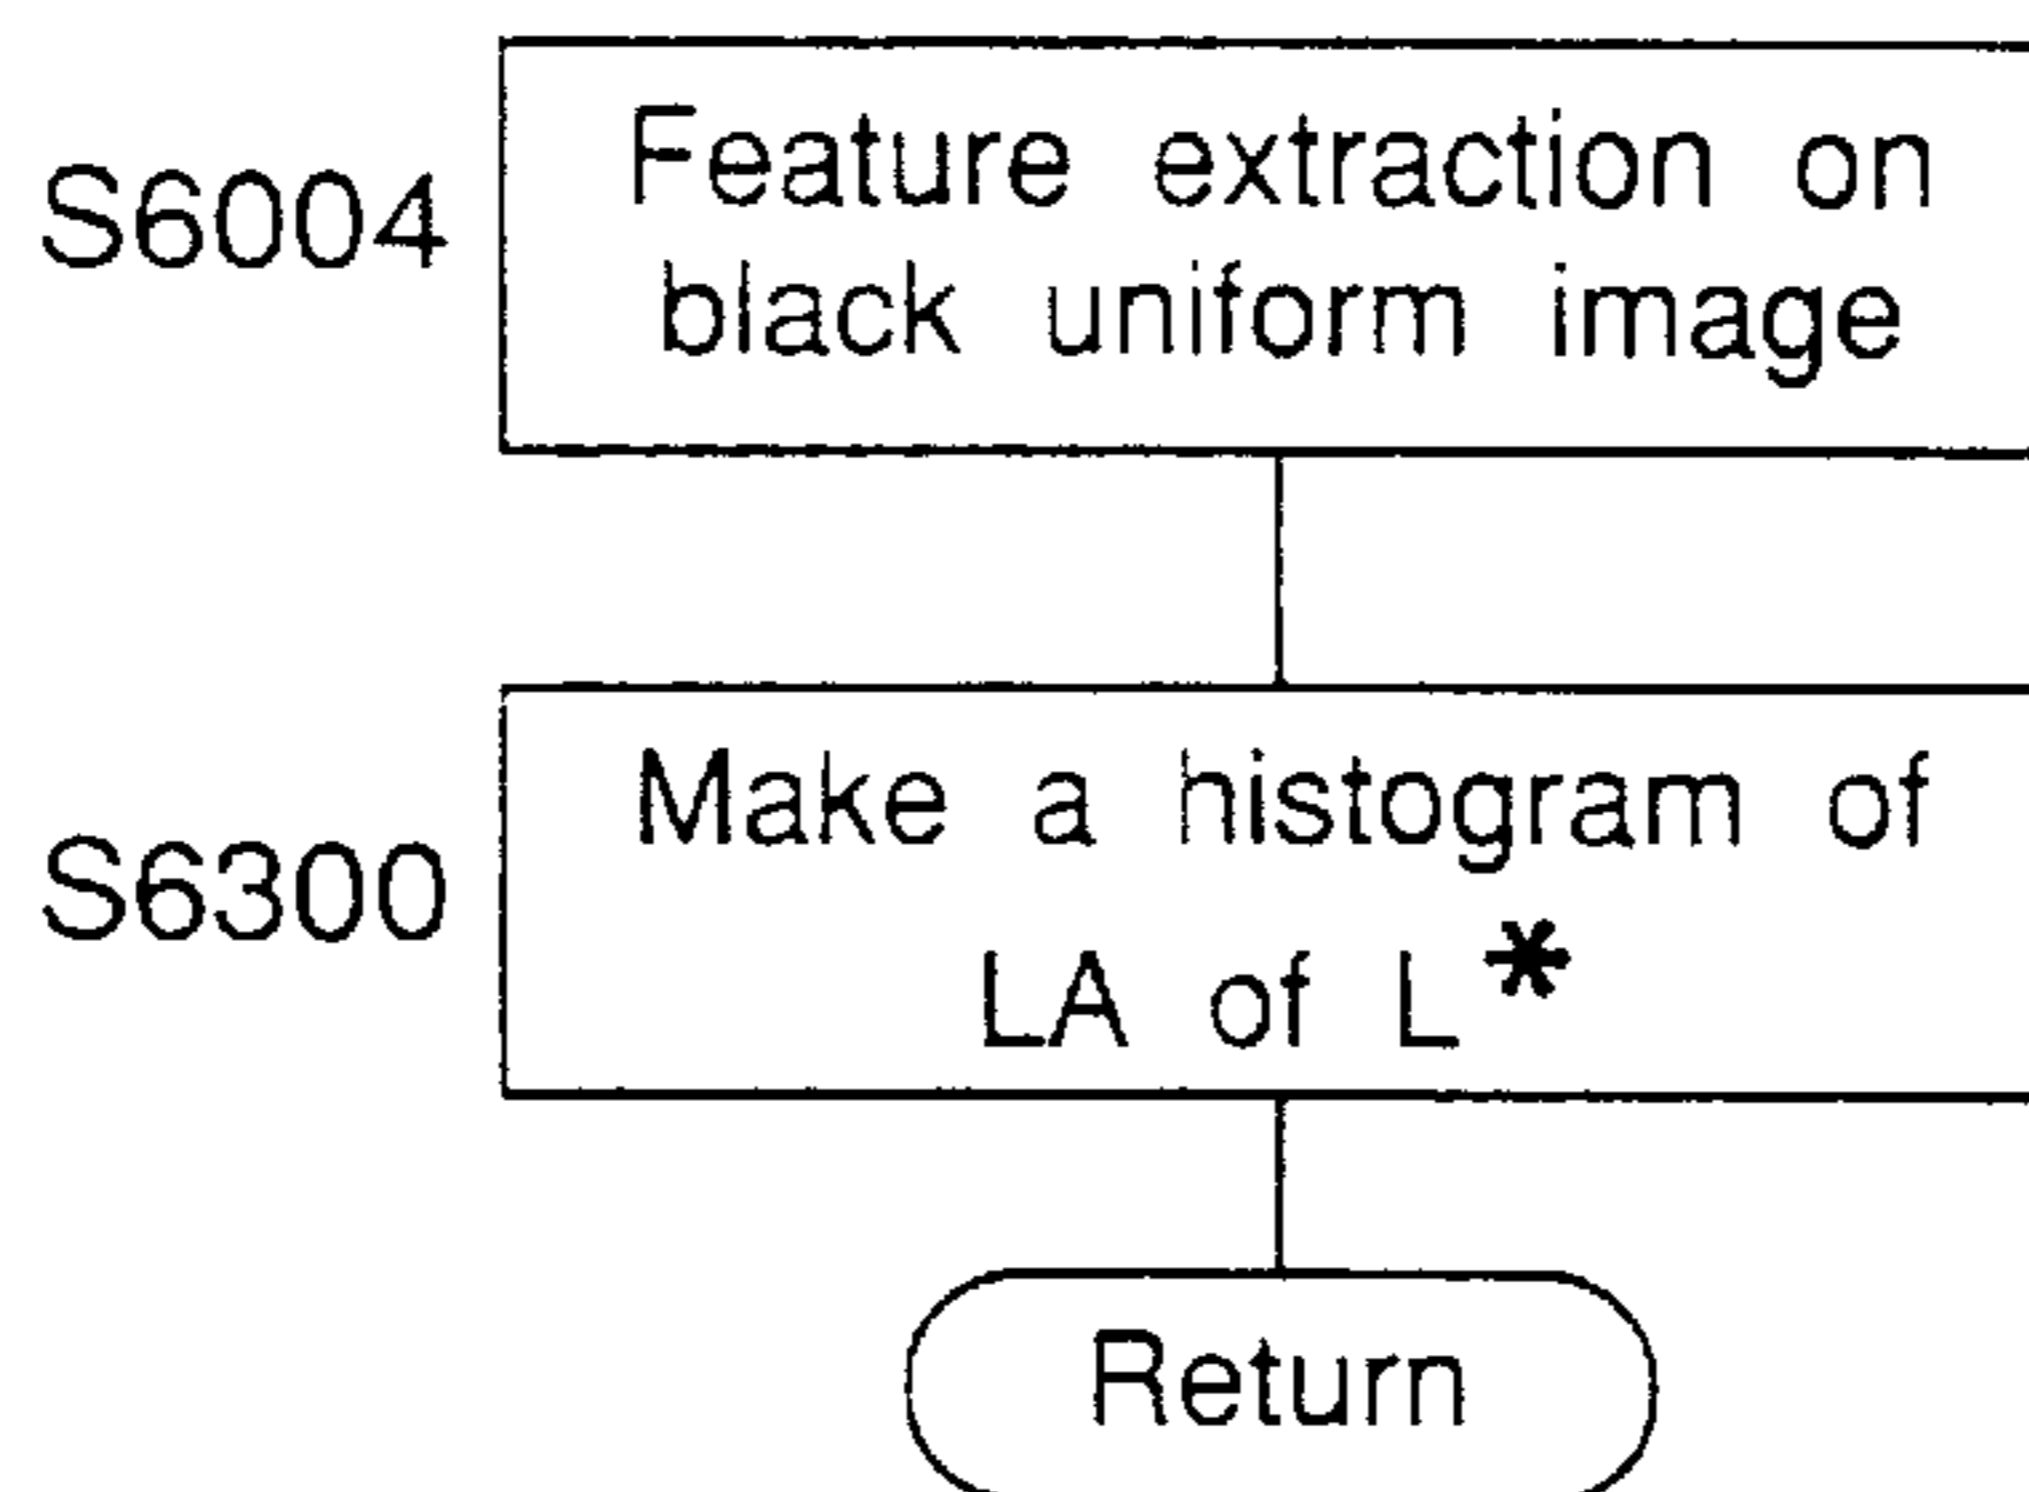 S6004
Feature extraction on
black uniform image
S6300
Make a histogram of
LA of L*
Return